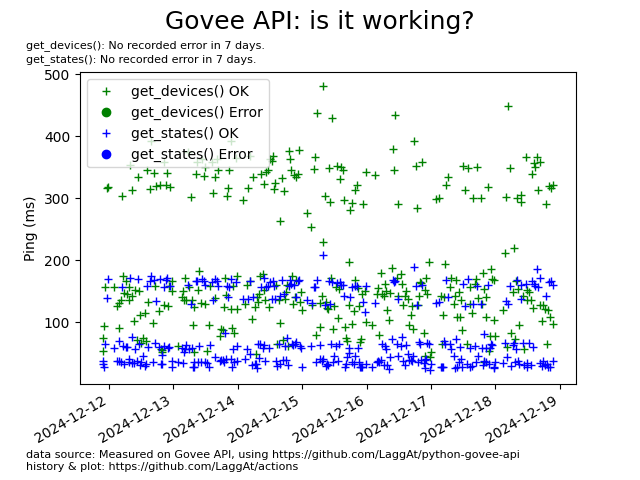 Govee API: is it working?
get_devices(): No recorded error in 7 days.
get_states(): No recorded error in 7 days.
get_devices() OK
get_devices() Error
get_states() OK
get_states() Error
Ping (ms)
500
400
300
200
100
2024-12-12
2024-12-13
2024-12-14
2024-12-15
2024-12-16
2024-12-17
2024-12-18
2024-12-19
data source: Measured on Govee API, using https://github.com/LaggAt/python-govee-api
history & plot: https://github.com/LaggAt/actions